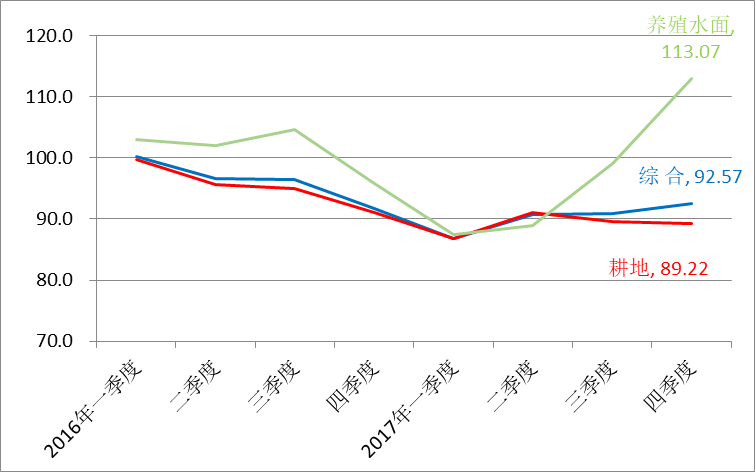 养殖水面,
113.07
120.0
110.0
100.0
90.0
80.0
70.0
综 合, 92.57
耕地, 89.22
2016年一季度
二季度
三季度
四季度
2017年一季度
二季度
三季度
四季度